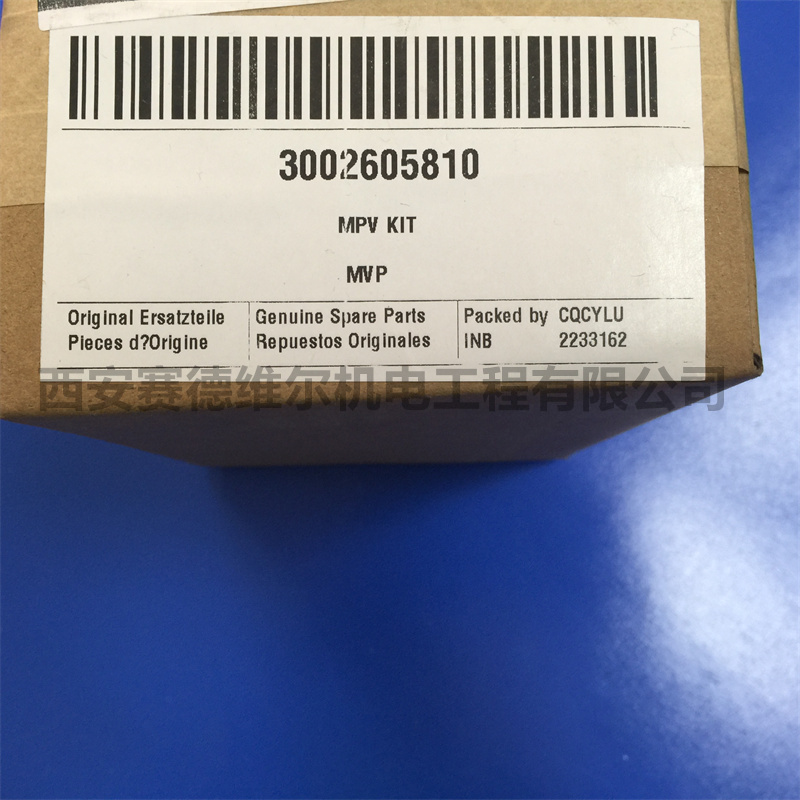 3002605810
MPV KIT
MVP
Original Ersatzteile
Pieces d?Origine
Genuine Spare Parts
Repuestos Originales
Packed by CQCYLU
INB 2233162
西安赛德维尔机电工程有限公司